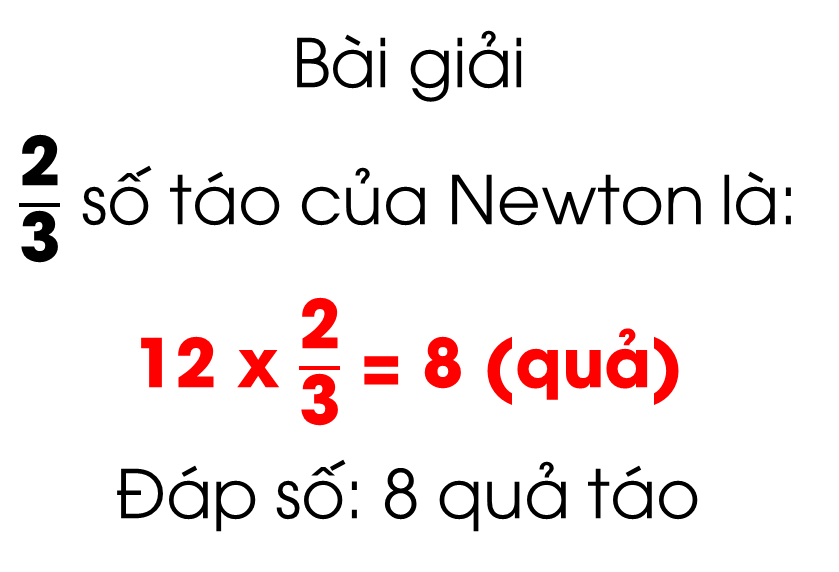 Bài giải
2/3 số táo của Newton là:
12 x 2/3 = 8 (quả)
Đáp số: 8 quả táo